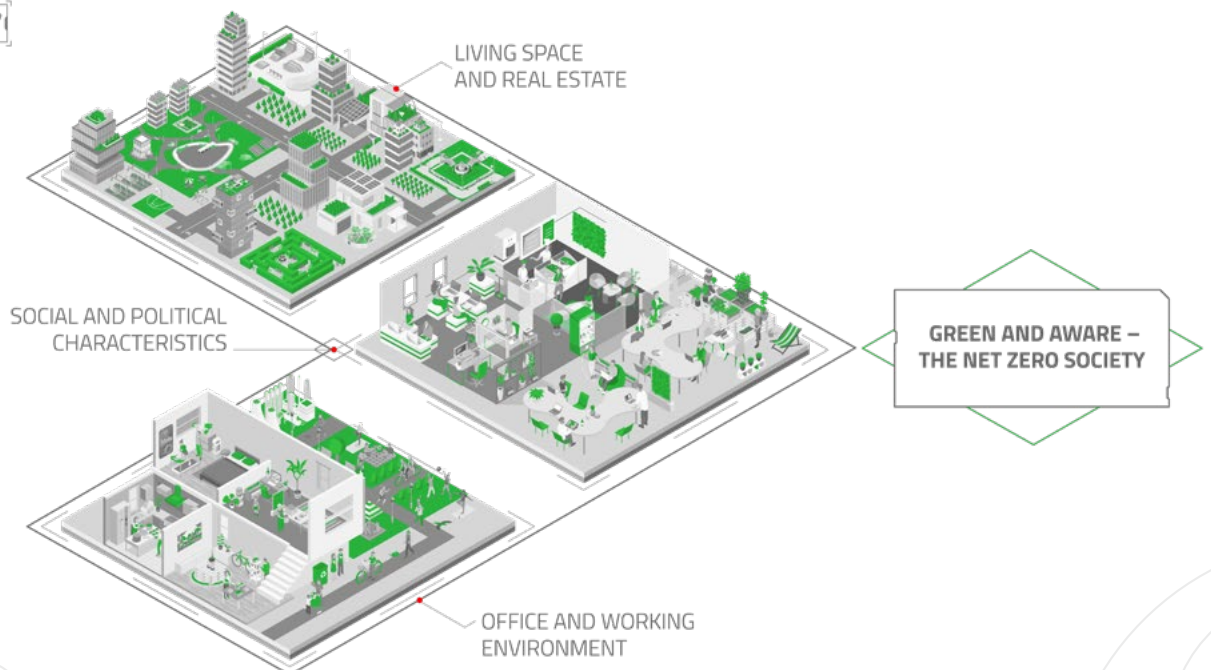 LIVING SPACE
AND REAL ESTATE
SOCIAL AND POLITICAL
CHARACTERISTICS
GREEN AND AWARE –
THE NET ZERO SOCIETY
OFFICE AND WORKING
ENVIRONMENT